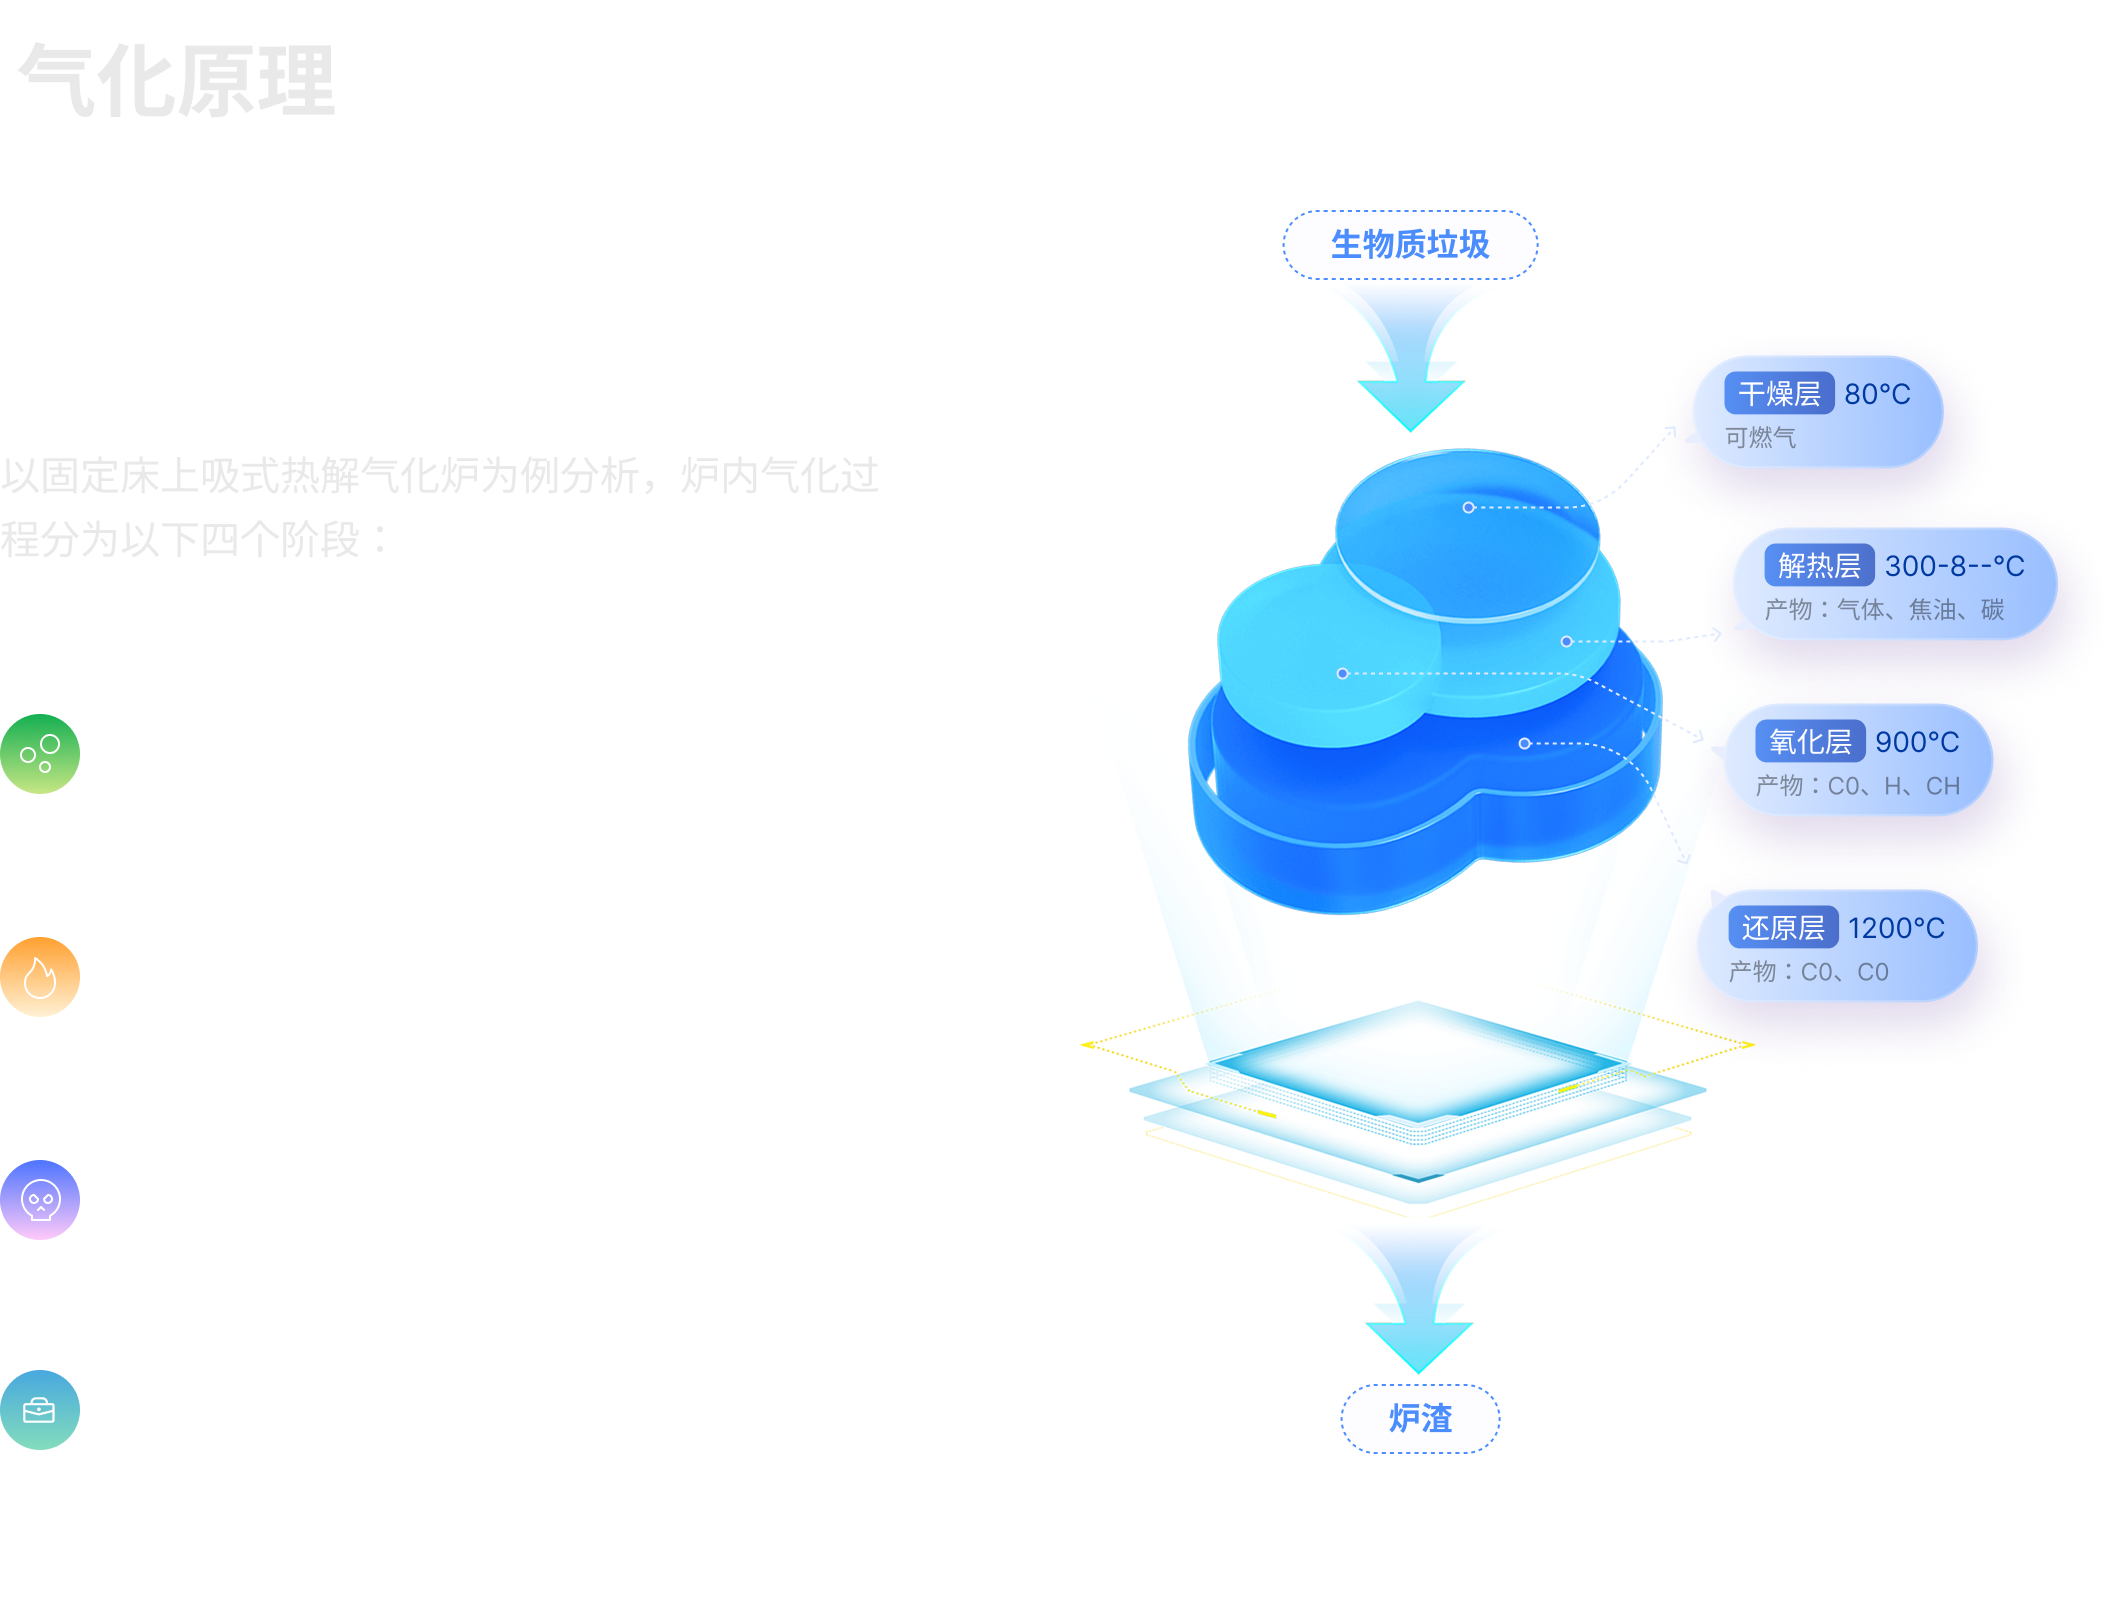 气化原理
以固定床上吸式热解气化炉为例分析，炉内气化过
程分为以下四个阶段：
生物质垃圾
干燥层 80°C
可燃气
解热层 300-8--°C
产物：气体、焦油、碳
氧化层 900°C
产物：C0、H、CH
还原层 1200°C
产物：C0、C0
炉渣